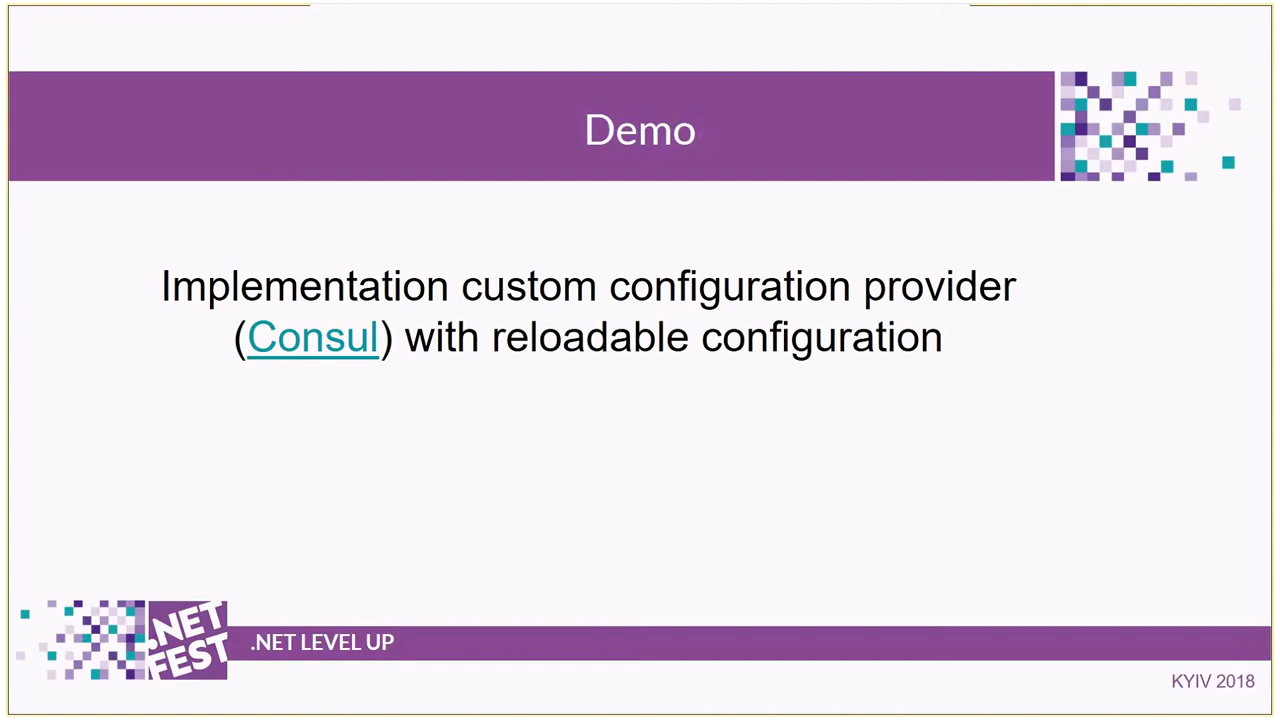 Demo
Implementation custom configuration provider
(Consul) with reloadable configuration
.NET
FEST
.NET LEVEL UP
KYIV 2018